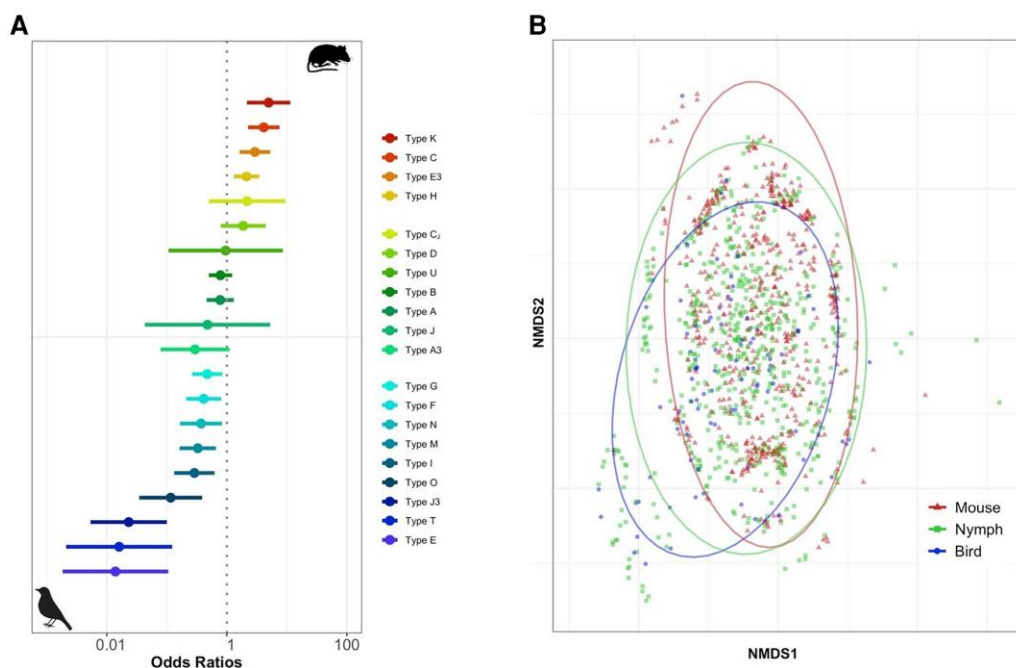 A
Type K
Type C
Type E3
Type H
Type CJ
Type D
Type U
Type B
Type A
Type J
Type A3
Type G
Type F
Type N
Type M
Type I
Type O
Type J3
Type T
Type E
0.01 1 100
Odds Ratios
B
NMDS2
Mouse
Nymph
Bird
NMDS1